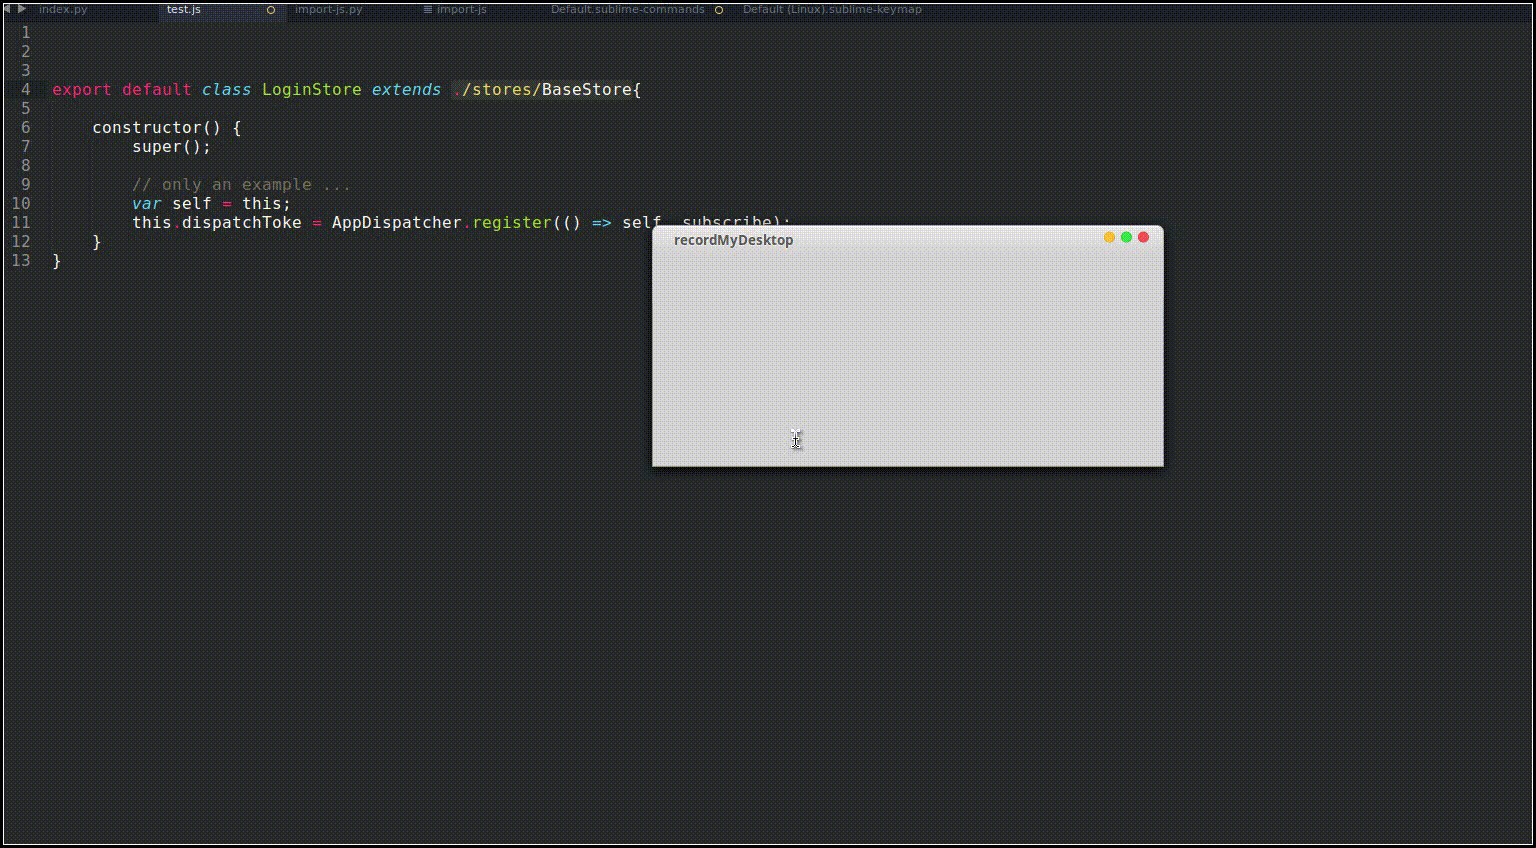 index.py test.js import-js.py import-js Default.sublime-commands Default (Linux).sublime-keymap
1
2
3
4 export default class LoginStore extends ./stores/BaseStore{
5
6 constructor() {
7 super();
8
9 // only an example ...
10 var self = this;
11 this.dispatchToke = AppDispatcher.register(() => self._subscribe);
12 }
13 }
recordMyDesktop